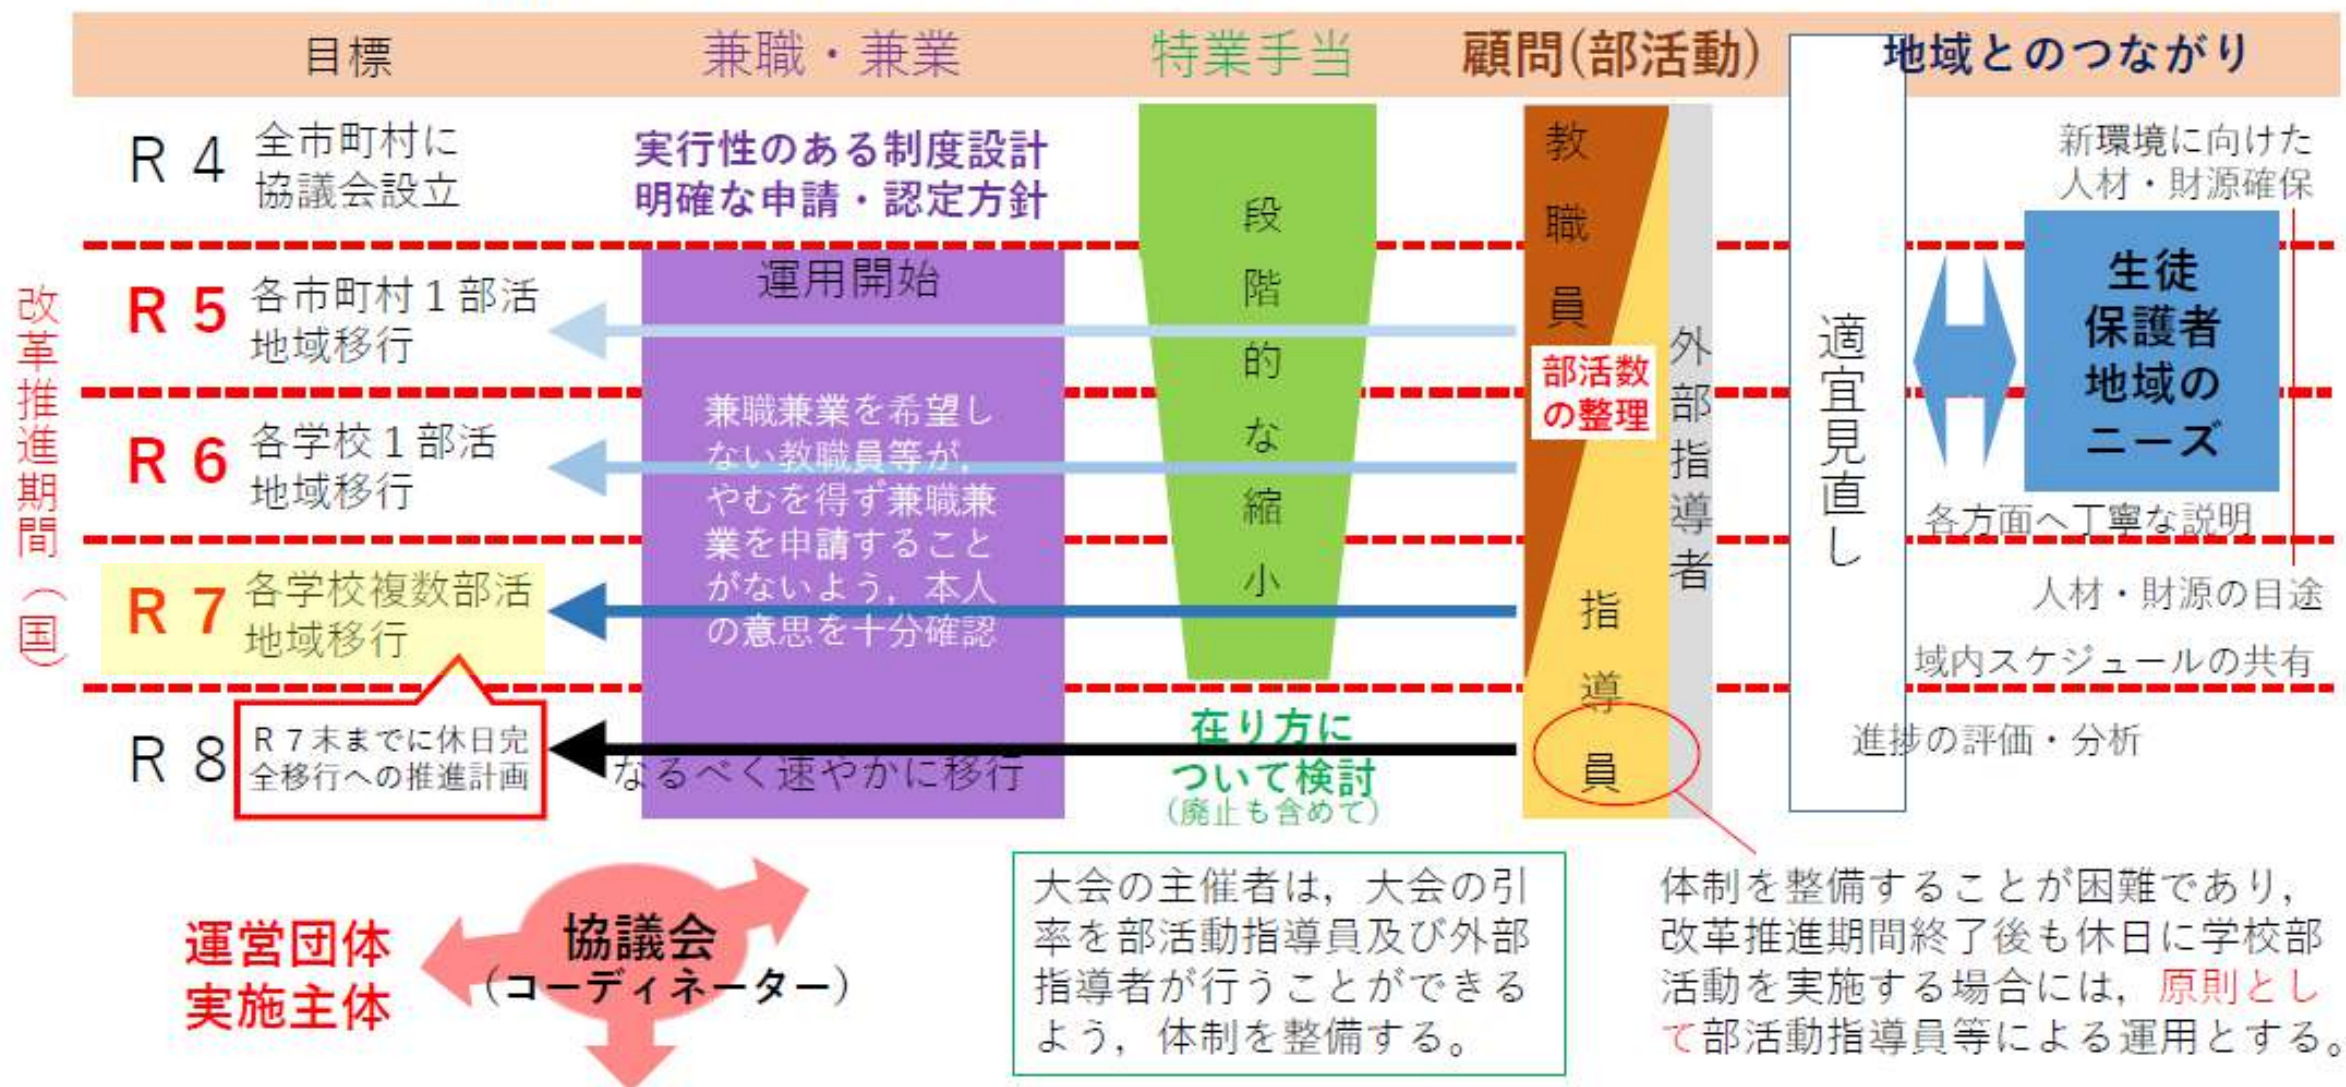 目標
兼職・兼業
特業手当
顧問(部活動)
地域とのつながり
改革推進期間(国)
R 4
全市町村に
協議会設立
R 5
各市町村1部活
地域移行
R 6
各学校1部活
地域移行
R 7
各学校複数部活
地域移行
R 8
R7末までに休日完
全移行への推進計画
実行性のある制度設計
明確な申請・認定方針
運用開始
兼職兼業を希望し
ない教職員等が,
やむを得ず兼職兼
業を申請すること
がないよう,本人
の意思を十分確認
なるべく速やかに移行
段階的な縮小
在り方に
ついて検討
(廃止も含めて)
教職員
部活数
の整理
指導員
外部指導者
適宜見直し
新環境に向けた
人材・財源確保
生徒
保護者
地域の
ニーズ
各方面へ丁寧な説明
人材・財源の目途
域内スケジュールの共有
進捗の評価・分析
運営団体
実施主体
協議会
(コーディネーター)
大会の主催者は,大会の引
率を部活動指導員及び外部
指導者が行うことができる
よう,体制を整備する。
体制を整備することが困難であり,
改革推進期間終了後も休日に学校部
活動を実施する場合には,原則とし
て部活動指導員等による運用とする。